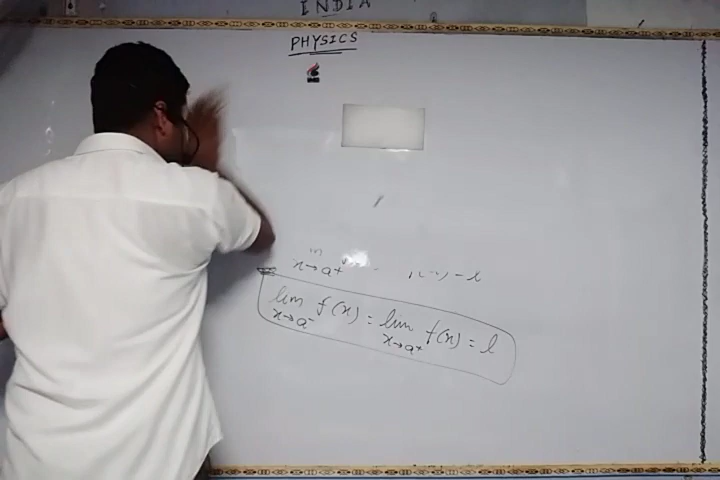 INDIA
PHYSICS
x→a⁺
lim x→a⁻ f(x) = lim x→a⁺ f(x) = l